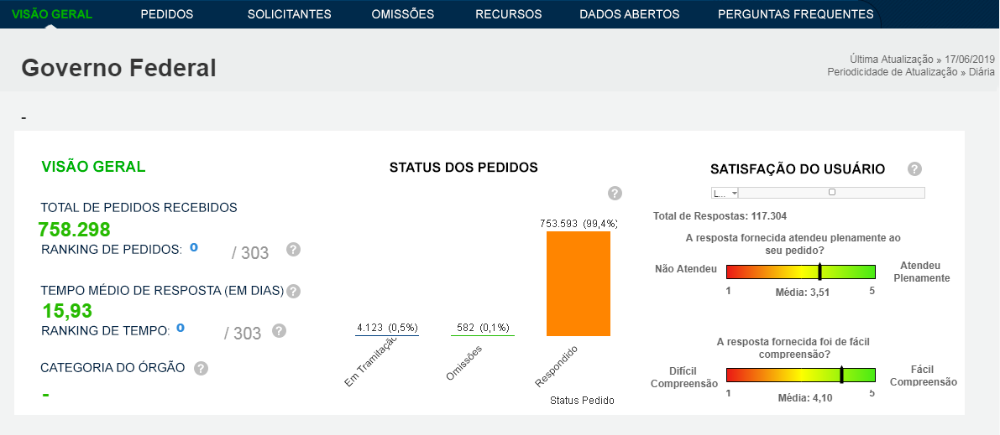 VISÃO GERAL
PEDIDOS
SOLICITANTES
OMISSÕES
RECURSOS
DADOS ABERTOS
PERGUNTAS FREQUENTES
Governo Federal
Última Atualização » 17/06/2019
Periodicidade de Atualização » Diária
-
VISÃO GERAL
TOTAL DE PEDIDOS RECEBIDOS
758.298
RANKING DE PEDIDOS: 0 / 303 ?
TEMPO MÉDIO DE RESPOSTA (EM DIAS) ?
15,93
RANKING DE TEMPO: 0 / 303 ?
CATEGORIA DO ÓRGÃO ?
-
STATUS DOS PEDIDOS
?
753.593 (99,4%)
4.123 (0,5%)
582 (0,1%)
Em Tramitação
Omissões
Respondido
Status Pedido
SATISFAÇÃO DO USUÁRIO ?
L...
Total de Respostas: 117.304
A resposta fornecida atendeu plenamente ao
seu pedido?
Não Atendeu
Atendeu
Plenamente
1
Média: 3,51
5
A resposta fornecida foi de fácil
compreensão?
Difícil
Compreensão
Fácil
Compreensão
1
Média: 4,10
5